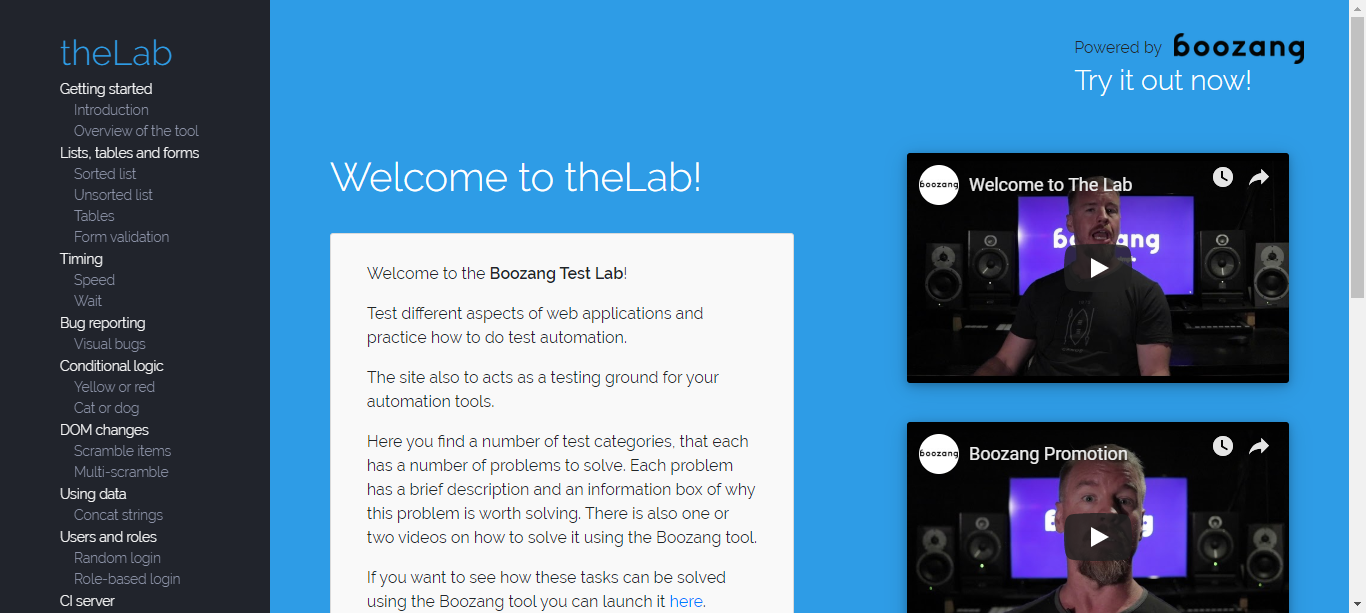 theLab
Getting started
Introduction
Overview of the tool
Lists, tables and forms
Sorted list
Unsorted list
Tables
Form validation
Timing
Speed
Wait
Bug reporting
Visual bugs
Conditional logic
Yellow or red
Cat or dog
DOM changes
Scramble items
Multi-scramble
Using data
Concat strings
Users and roles
Random login
Role-based login
CI server
Powered by boozang
Try it out now!
Welcome to theLab!
Welcome to the Boozang Test Lab!
Test different aspects of web applications and
practice how to do test automation.
The site also to acts as a testing ground for your
automation tools.
Here you find a number of test categories, that each
has a number of problems to solve. Each problem
has a brief description and an information box of why
this problem is worth solving. There is also one or
two videos on how to solve it using the Boozang tool.
If you want to see how these tasks can be solved
using the Boozang tool you can launch it here.
boozang Welcome to The Lab
boozang Boozang Promotion